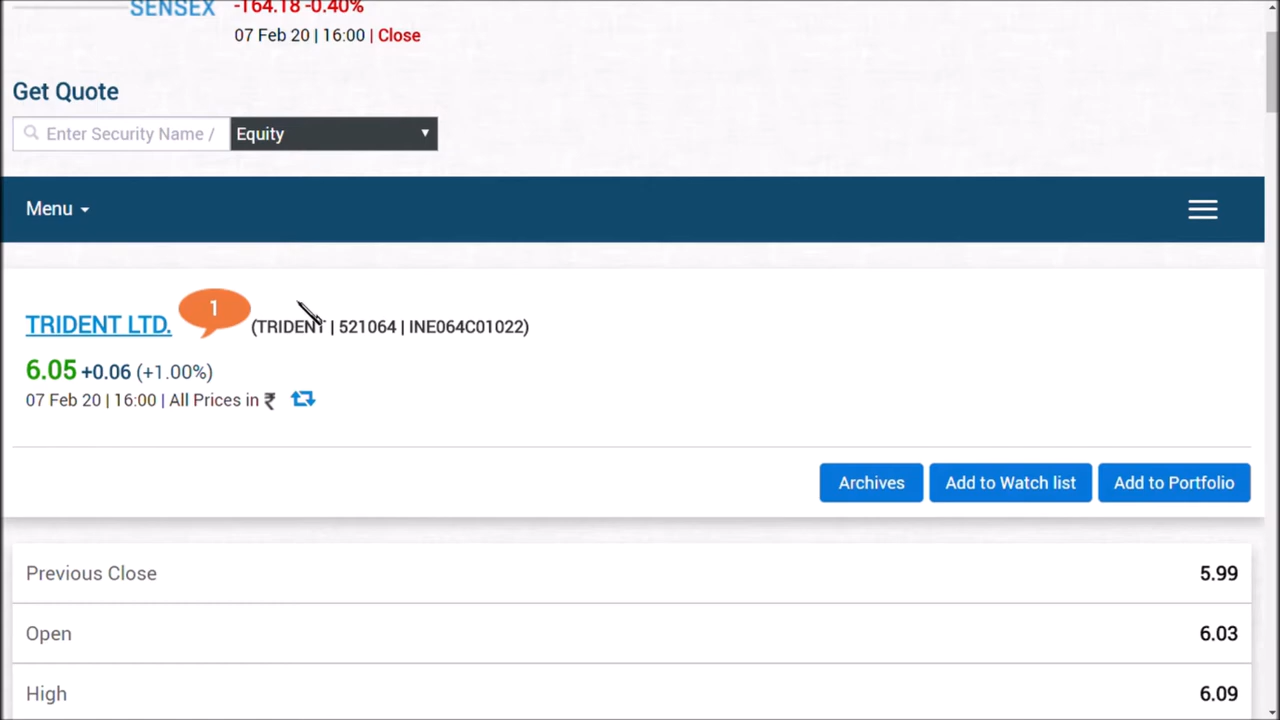 SENSEX
-164.18 -0.40%
07 Feb 20 | 16:00 | Close
Get Quote
Enter Security Name /
Equity
Menu
TRIDENT LTD.
1
(TRIDENT | 521064 | INE064C01022)
6.05 +0.06 (+1.00%)
07 Feb 20 | 16:00 | All Prices in ₹
Archives
Add to Watch list
Add to Portfolio
Previous Close 5.99
Open 6.03
High 6.09